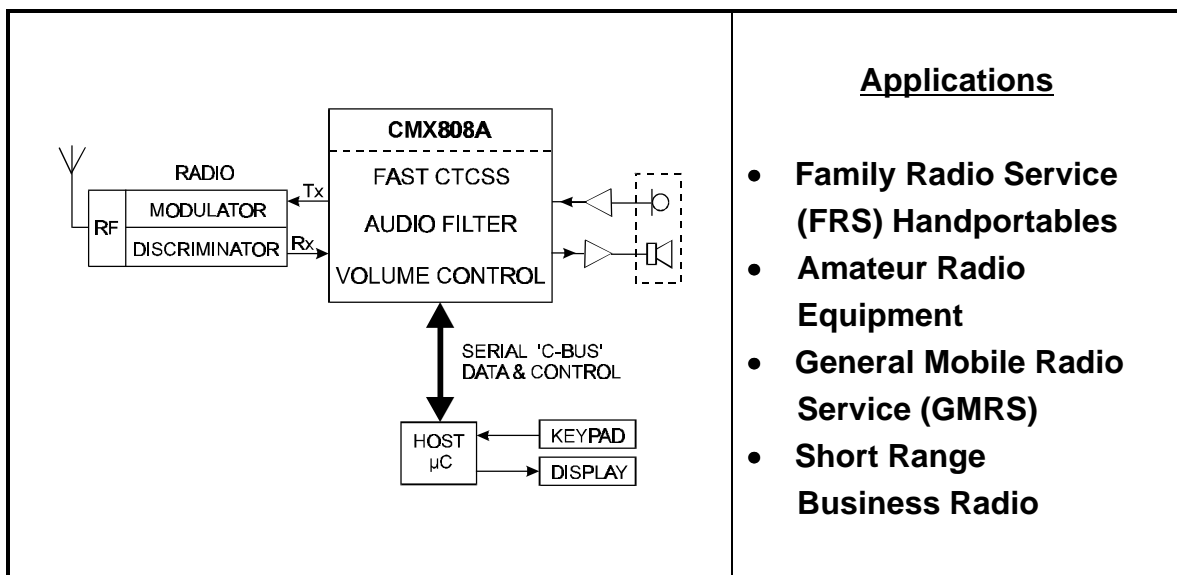 CMX808A
FAST CTCSS
AUDIO FILTER
VOLUME CONTROL
RADIO
RF
MODULATOR
DISCRIMINATOR
Tx
Rx
SERIAL 'C-BUS'
DATA & CONTROL
HOST
µC
KEYPAD
DISPLAY
Applications
• Family Radio Service
(FRS) Handportables
• Amateur Radio
Equipment
• General Mobile Radio
Service (GMRS)
• Short Range
Business Radio